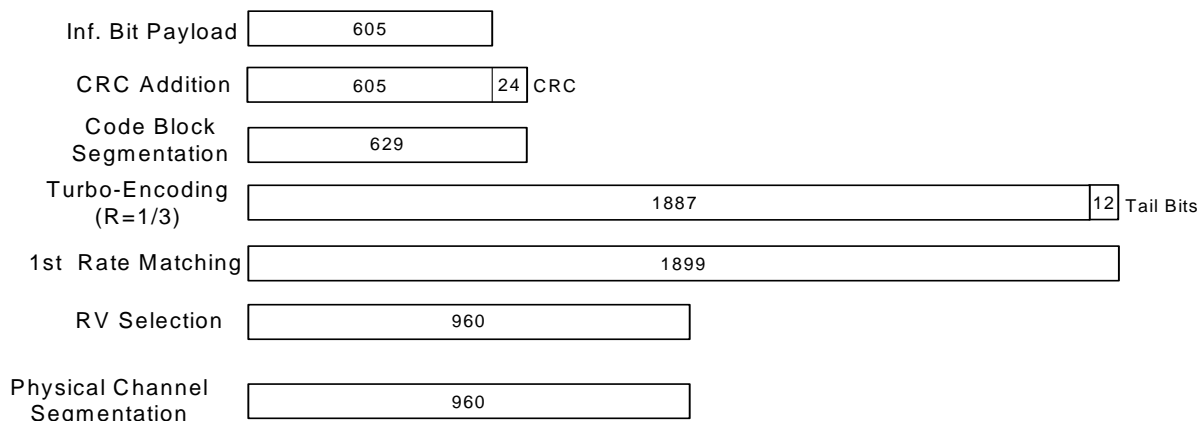 Inf. Bit Payload 605
CRC Addition 605 24 CRC
Code Block
Segmentation 629
Turbo-Encoding
(R=1/3) 1887 12 Tail Bits
1st Rate Matching 1899
RV Selection 960
Physical Channel
Segmentation 960